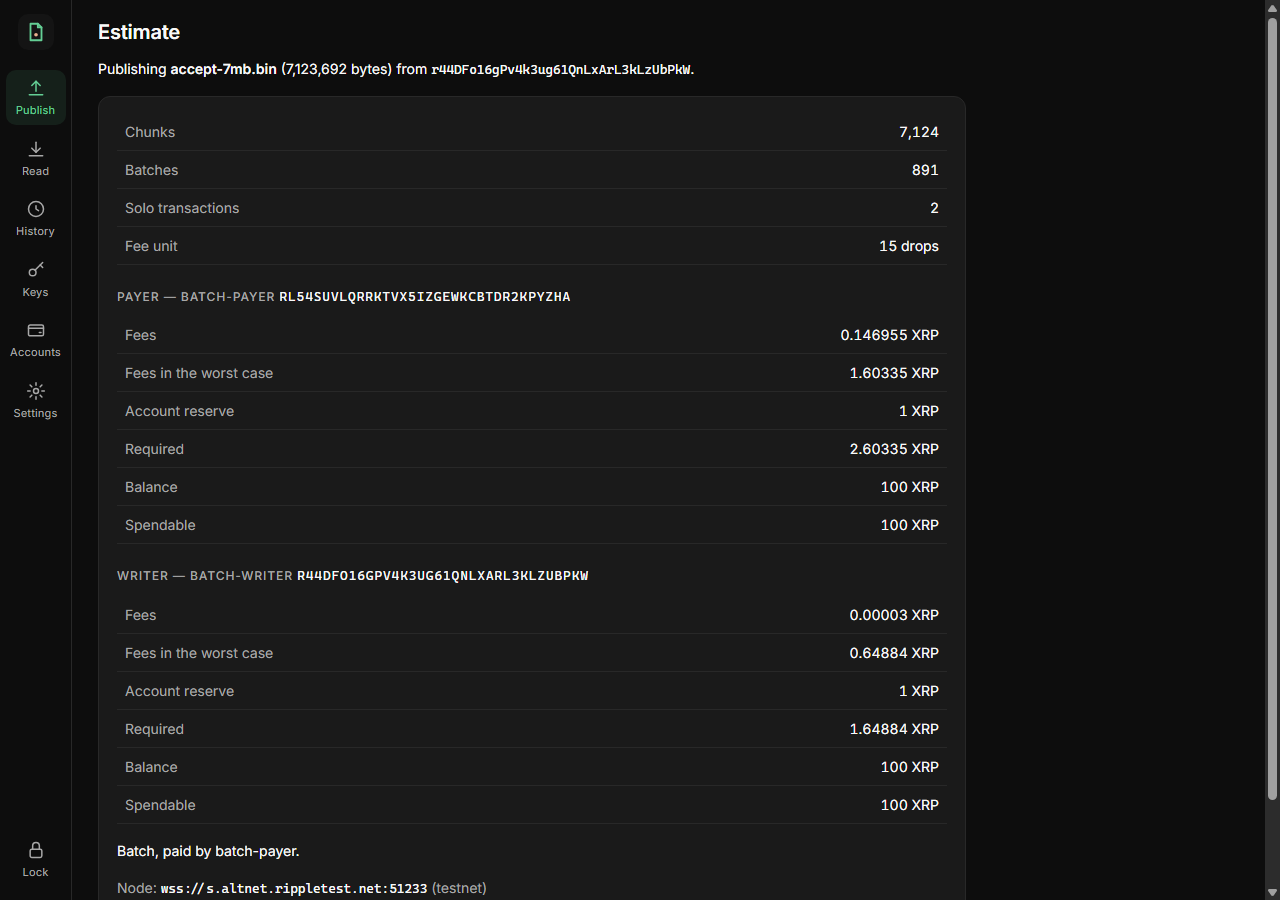 Estimate
Publishing accept-7mb.bin (7,123,692 bytes) from r44DFo16gPv4k3ug61QnLxArL3kLzUbPkW.
Publish
Read
History
Keys
Accounts
Settings
Lock
Chunks 7,124
Batches 891
Solo transactions 2
Fee unit 15 drops
PAYER — BATCH-PAYER RL54SUVLQRRKTVX5IZGEWKCBTDR2KPYZHA
Fees 0.146955 XRP
Fees in the worst case 1.60335 XRP
Account reserve 1 XRP
Required 2.60335 XRP
Balance 100 XRP
Spendable 100 XRP
WRITER — BATCH-WRITER R44DFO16GPV4K3UG61QNLXARL3KLZUBPKW
Fees 0.00003 XRP
Fees in the worst case 0.64884 XRP
Account reserve 1 XRP
Required 1.64884 XRP
Balance 100 XRP
Spendable 100 XRP
Batch, paid by batch-payer.
Node: wss://s.altnet.rippletest.net:51233 (testnet)